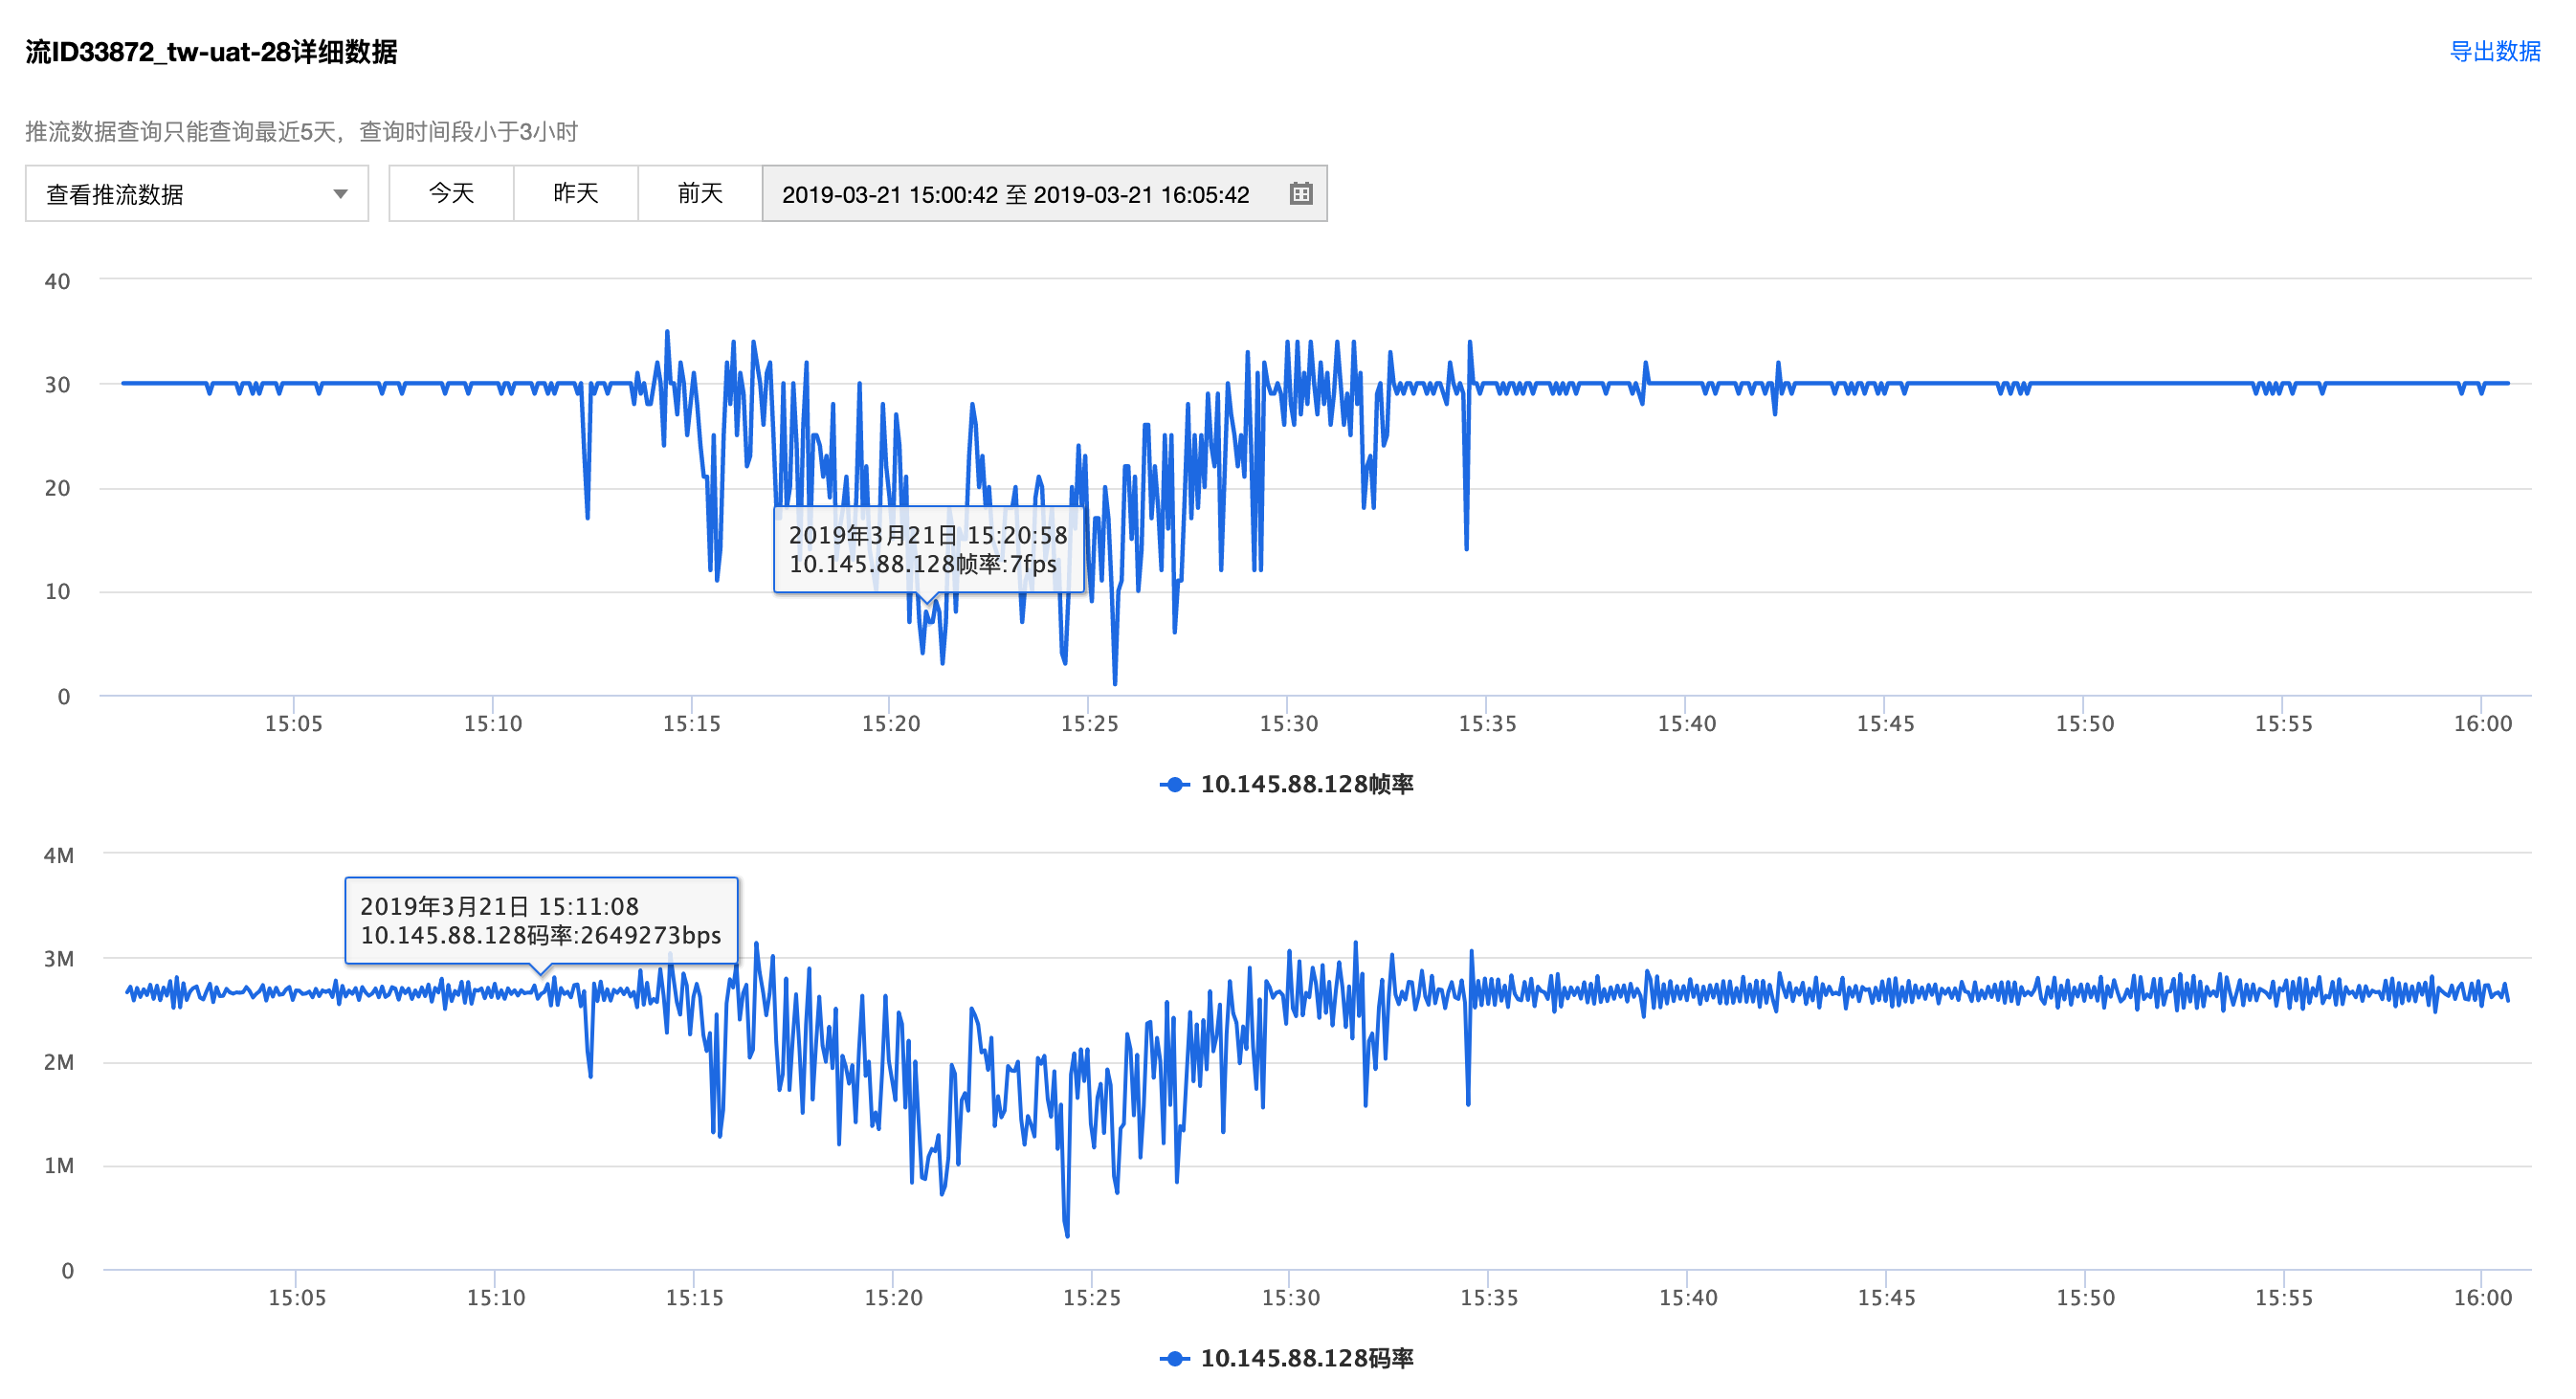 流ID33872_tw-uat-28详细数据
导出数据
推流数据查询只能查询最近5天，查询时间段小于3小时
查看推流数据
今天
昨天
前天
2019-03-21 15:00:42 至 2019-03-21 16:05:42
40
30
20
10
0
2019年3月21日 15:20:58
10.145.88.128帧率:7fps
15:05
15:10
15:15
15:20
15:25
15:30
15:35
15:40
15:45
15:50
15:55
16:00
10.145.88.128帧率
4M
3M
2M
1M
0
2019年3月21日 15:11:08
10.145.88.128码率:2649273bps
15:05
15:10
15:15
15:20
15:25
15:30
15:35
15:40
15:45
15:50
15:55
16:00
10.145.88.128码率